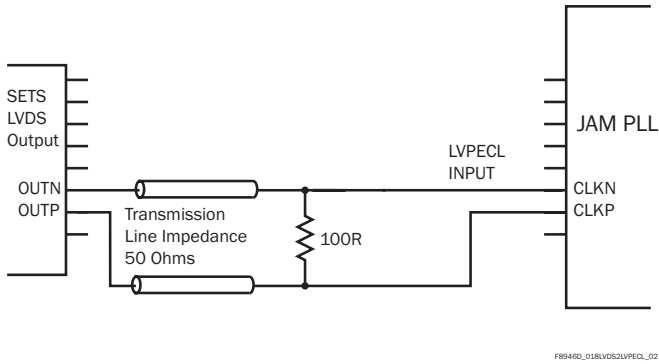 SETS
LVDS
Output
OUTN
OUTP
Transmission
Line Impedance
50 Ohms
100R
LVPECL
INPUT
JAM PLL
CLKN
CLKP
F8946D_018LVDS2LVPECL_02